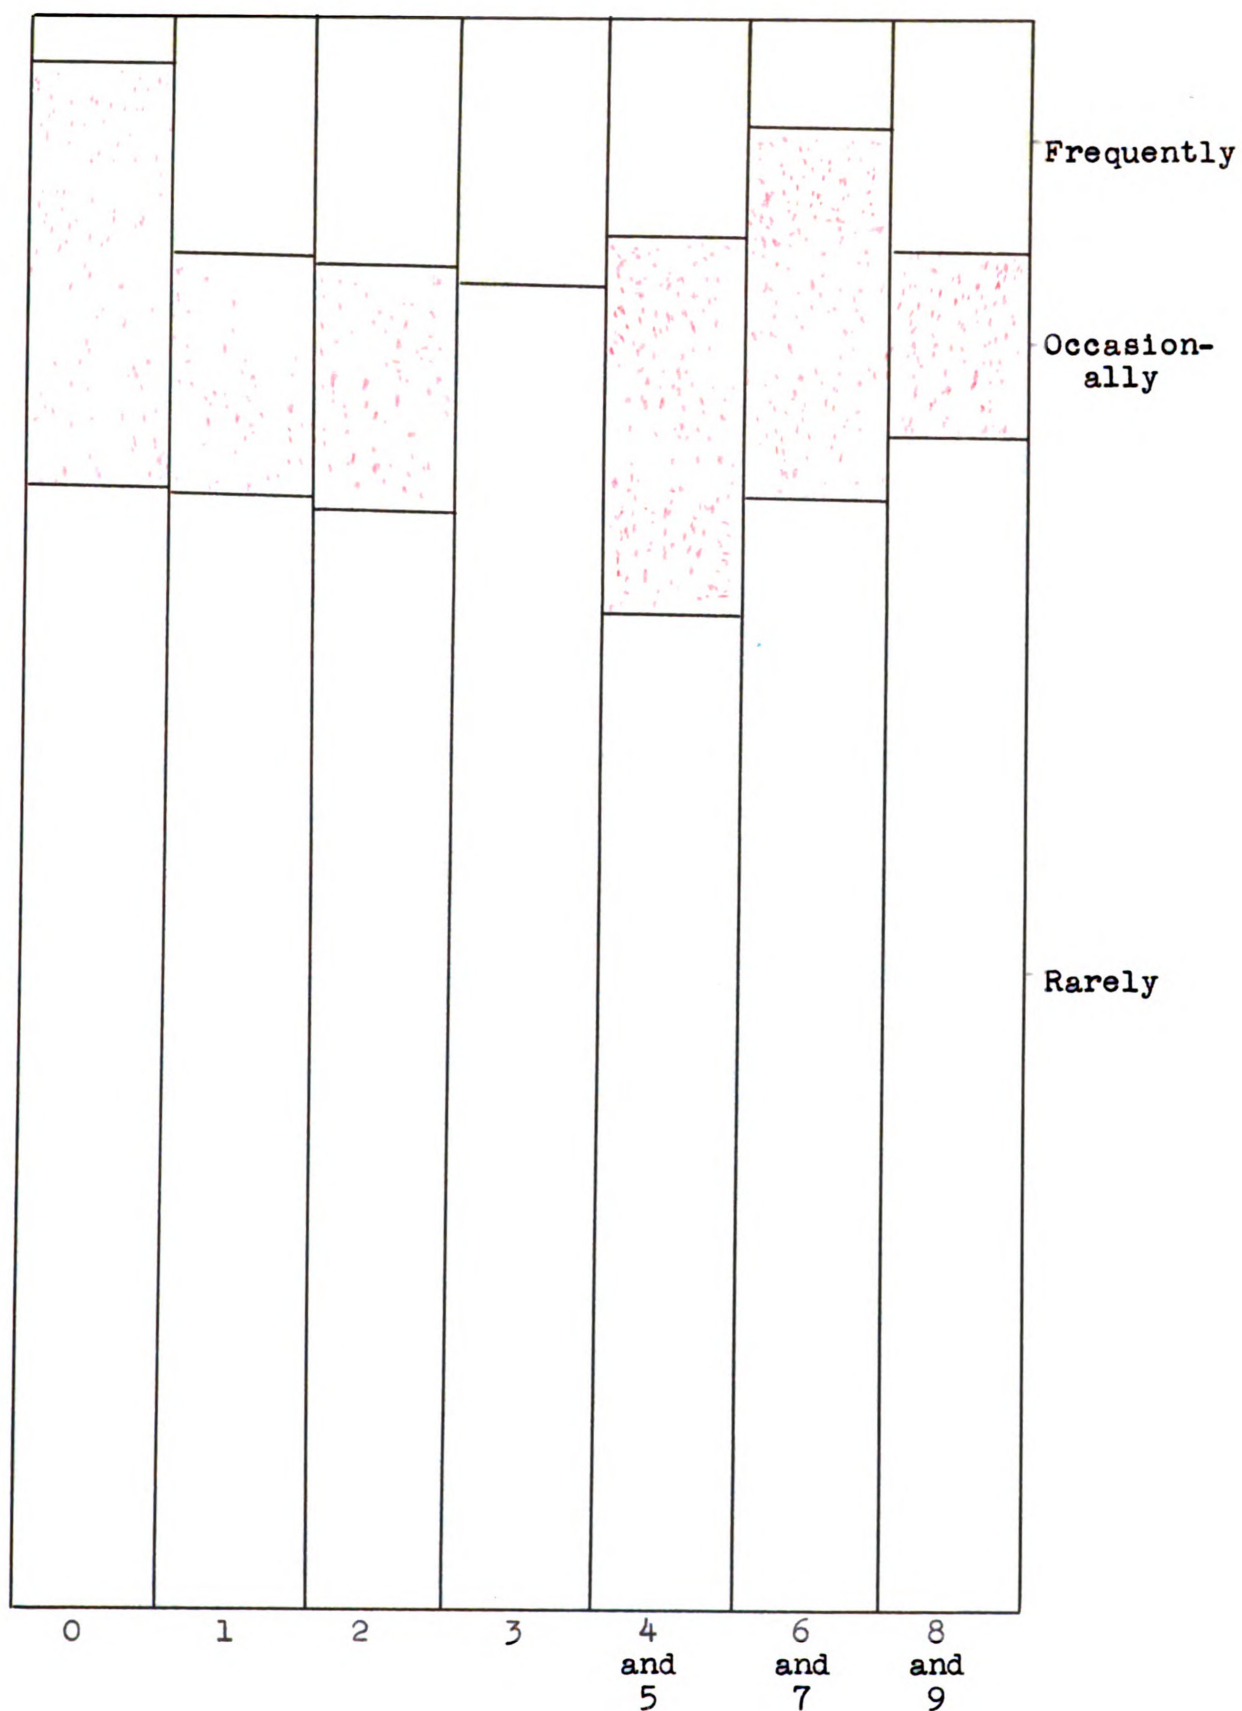 Frequently
Occasion-
ally
Rarely
0 1 2 3 4 6 8
and and and
5 7 9